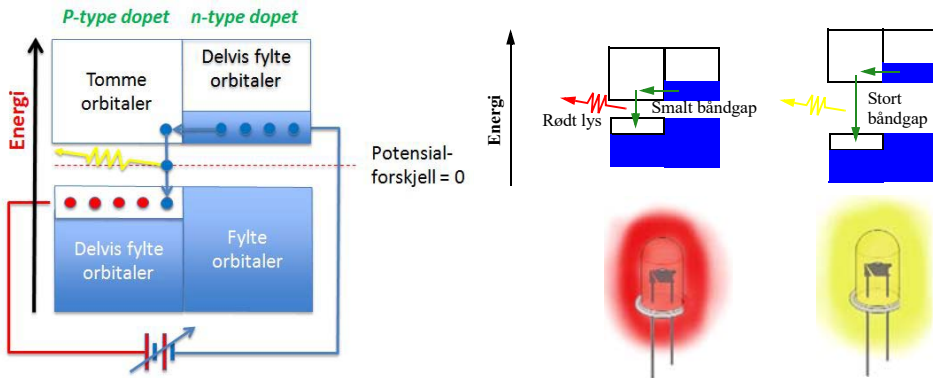 P-type dopet
n-type dopet
Energi
Tomme
orbitaler
Delvis fylte
orbitaler
Potensial-
forskjell = 0
Delvis fylte
orbitaler
Fylte
orbitaler
Energi
Rødt lys
Smalt båndgap
Stort
båndgap